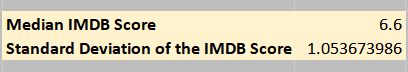 Median IMDB Score 6.6
Standard Deviation of the IMDB Score 1.053673986